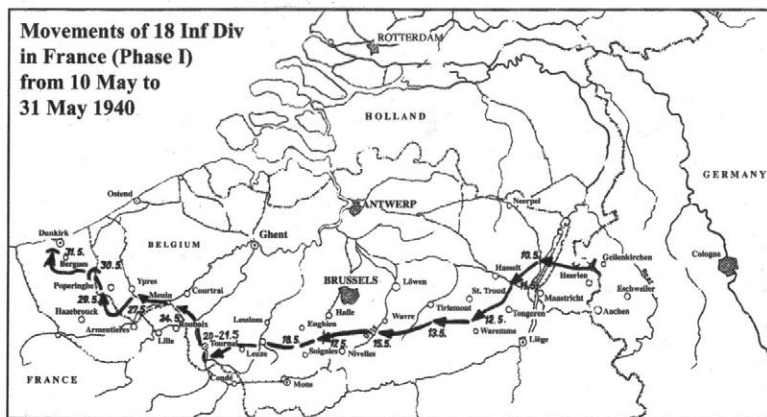 Movements of 18 Inf Div
in France (Phase I)
from 10 May to
31 May 1940
ROTTERDAM
HOLLAND
GERMANY
Ostend
ANTWERP
Neerpel
Dunkirk
Ghent
31.5.
Bergues
30.5.
BELGIUM
10.5.
Geilenkirchen
Cologne
Poperinghe
Ypres
Menin
Courtrai
BRUSSELS
Löwen
Hasselt
Heerlen
29.5.
27.5.
St. Trond
11.5.
Maastricht
Eschweiler
Hazebrouck
24.5.
Roubaix
Halle
Wavre
Tirlemont
Tongeren
Aachen
Armentieres
Lessines
Enghien
12.5.
Lille
20-21.5.
18.5.
15.5.
13.5.
Waremme
Tournai
Leuze
Soignies
Nivelles
Liège
FRANCE
Condé
Mons